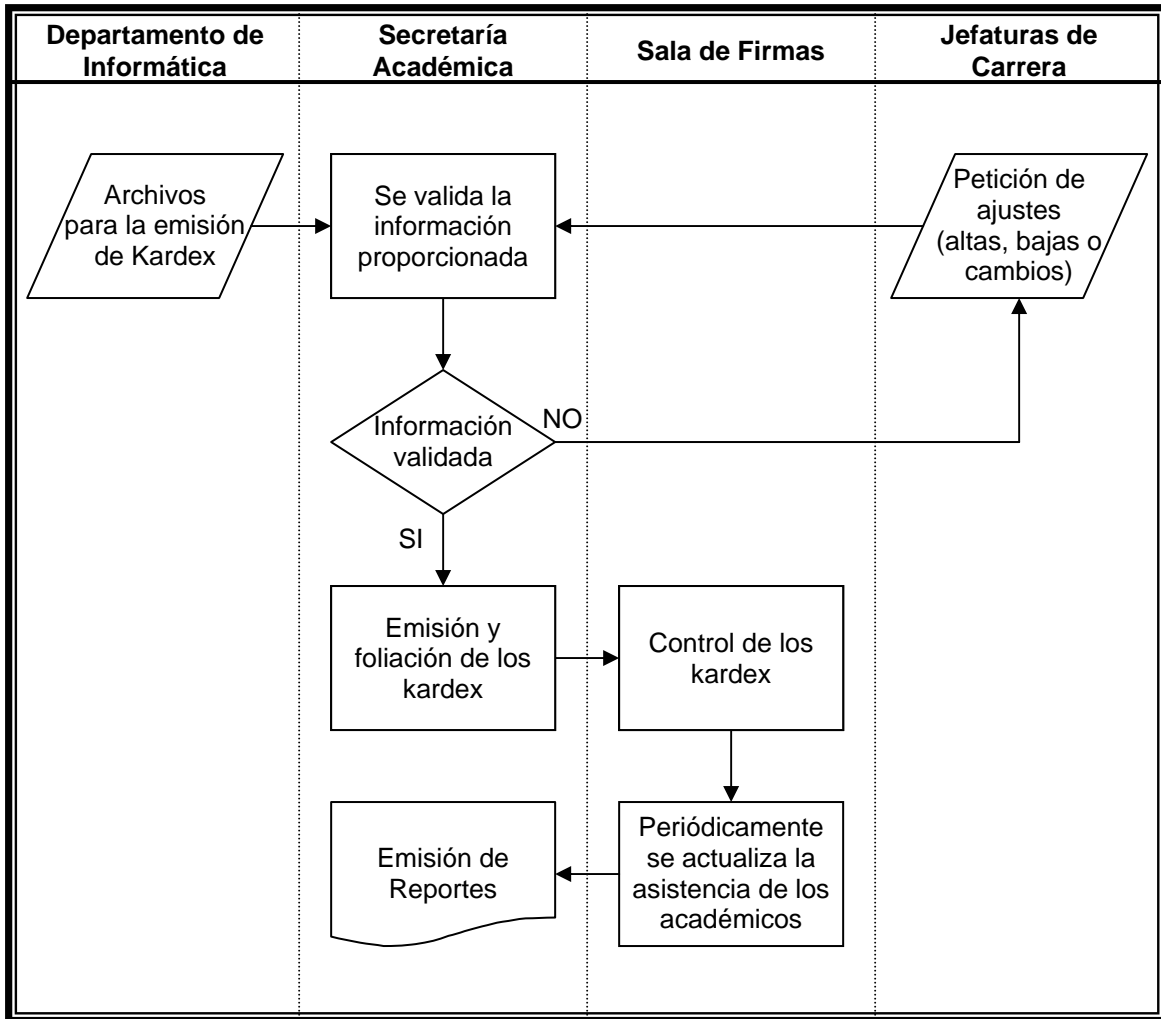 Departamento de
Informática
Secretaría
Académica
Sala de Firmas
Jefaturas de
Carrera
Archivos
para la emisión
de Kardex
Se valida la
información
proporcionada
Petición de
ajustes
(altas, bajas o
cambios)
Información
validada
NO
SI
Emisión y
foliación de los
kardex
Control de los
kardex
Emisión de
Reportes
Periódicamente
se actualiza la
asistencia de los
académicos